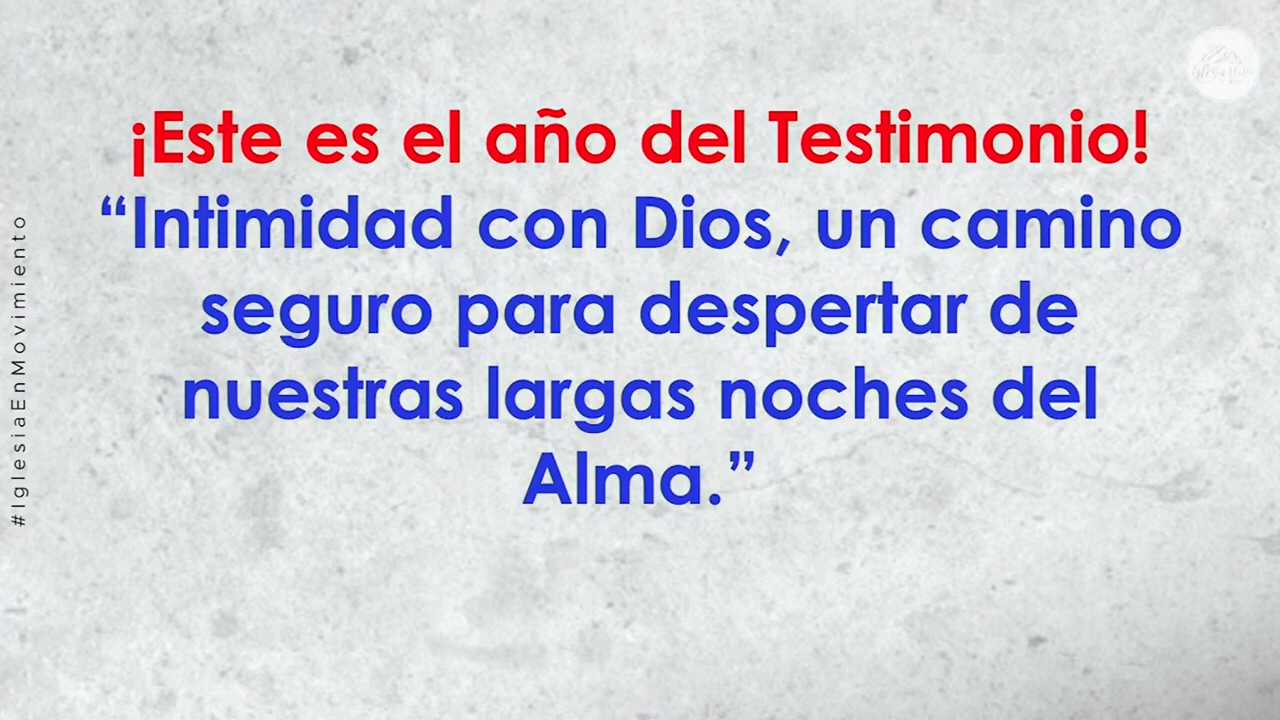 ¡Este es el año del Testimonio!
“Intimidad con Dios, un camino
seguro para despertar de
nuestras largas noches del
Alma.”
#IglesiaEnMovimiento